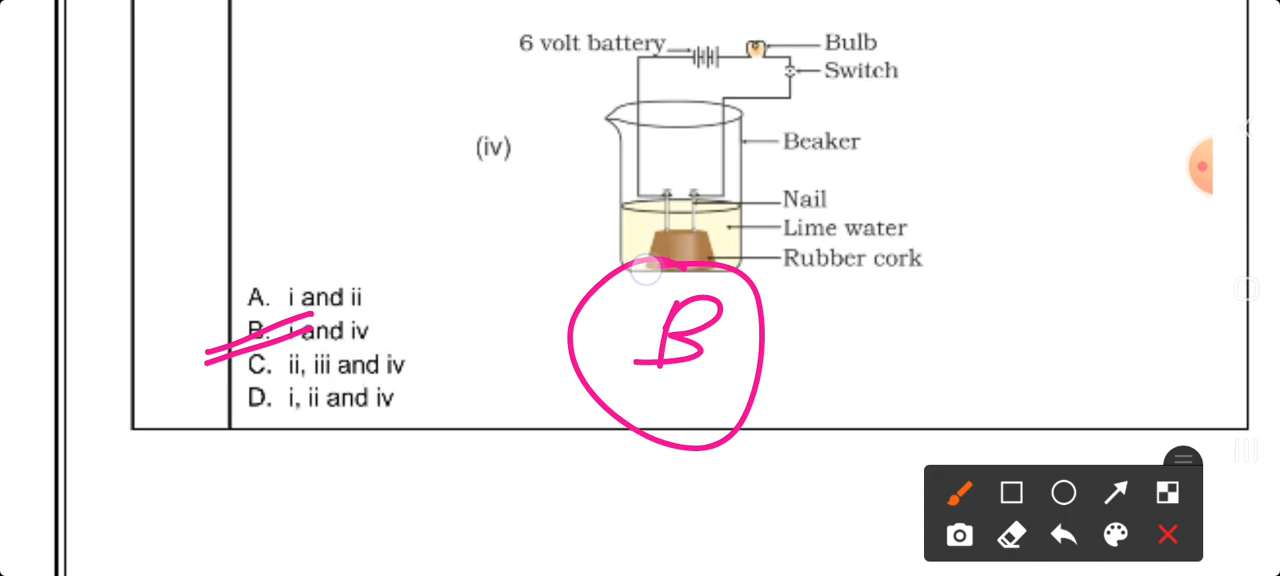 6 volt battery
Bulb
Switch
(iv)
Beaker
Nail
Lime water
Rubber cork
A. i and ii
B. i and iv
C. ii, iii and iv
D. i, ii and iv
B